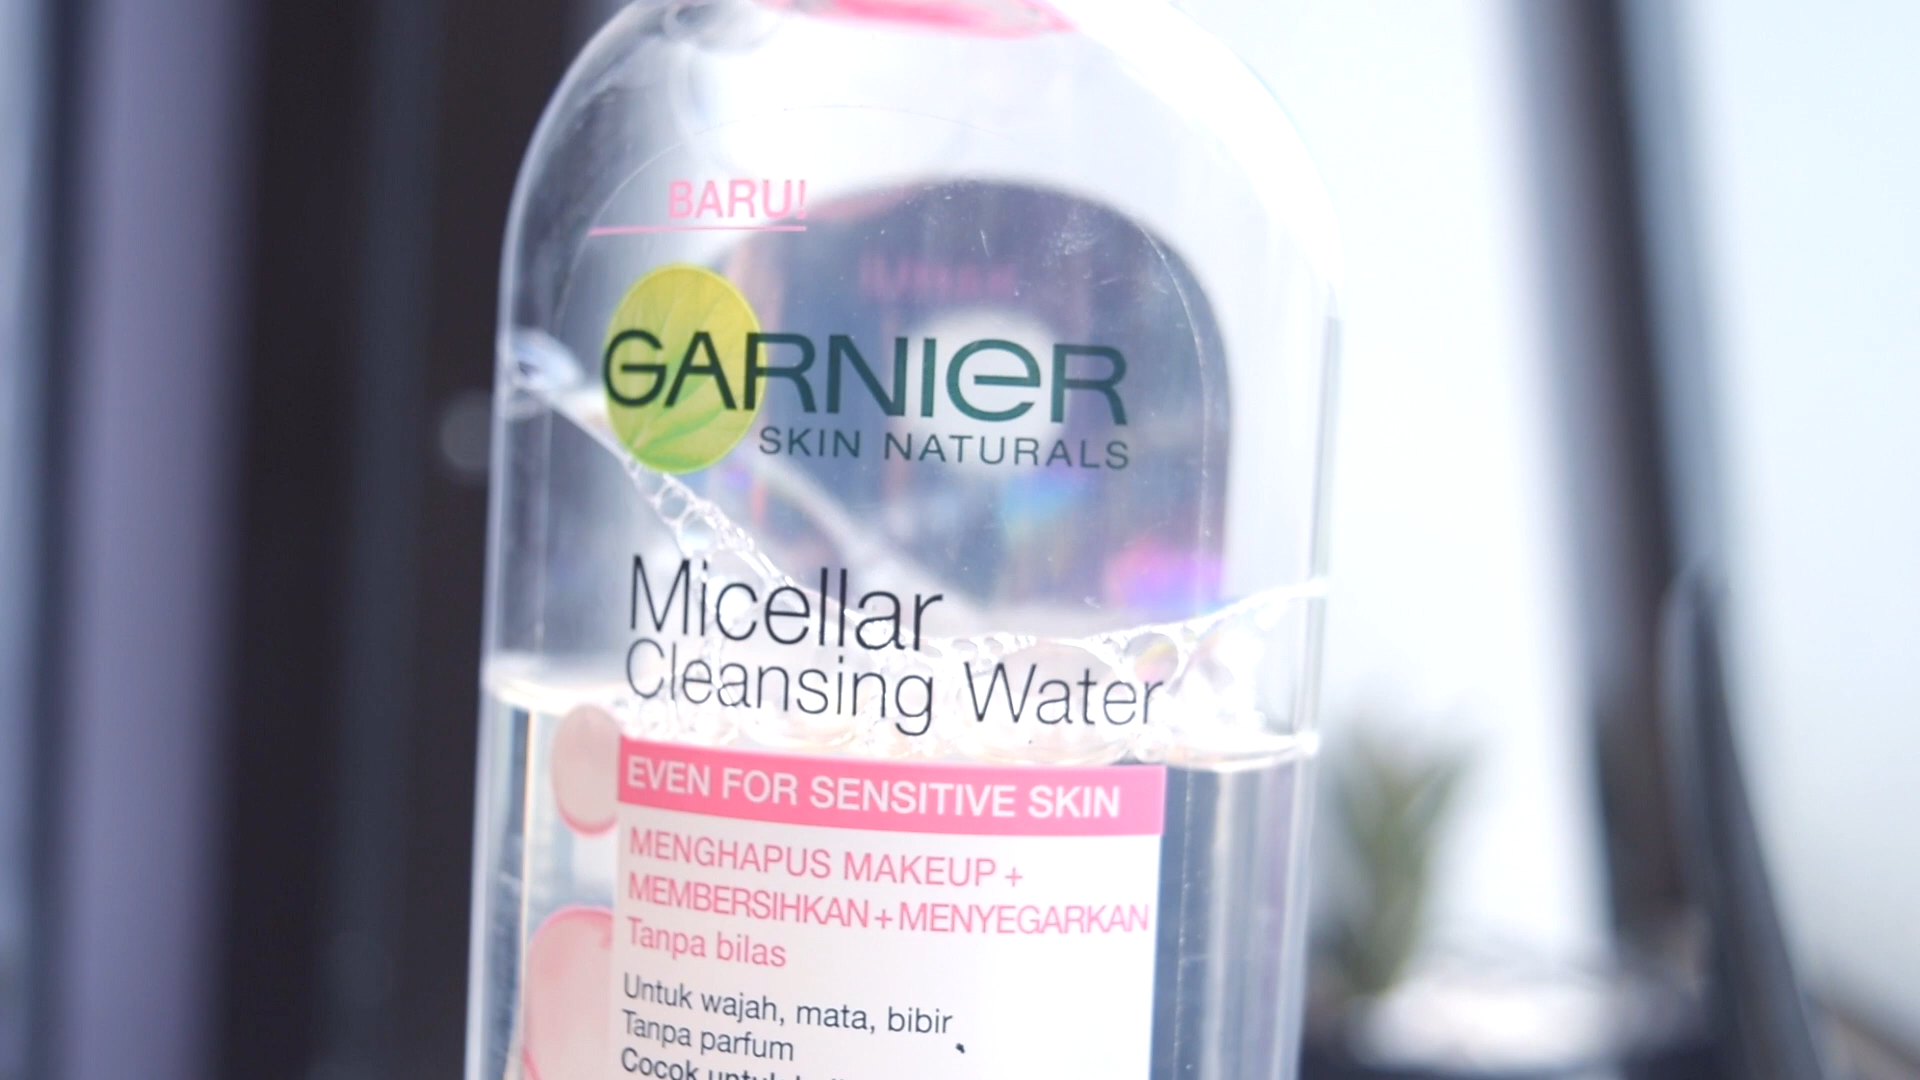 BARU!
GARNIER
SKIN NATURALS
Micellar
Cleansing Water
EVEN FOR SENSITIVE SKIN
MENGHAPUS MAKEUP +
MEMBERSIHKAN + MENYEGARKAN
Tanpa bilas
Untuk wajah, mata, bibir
Tanpa parfum
Cocok untuk